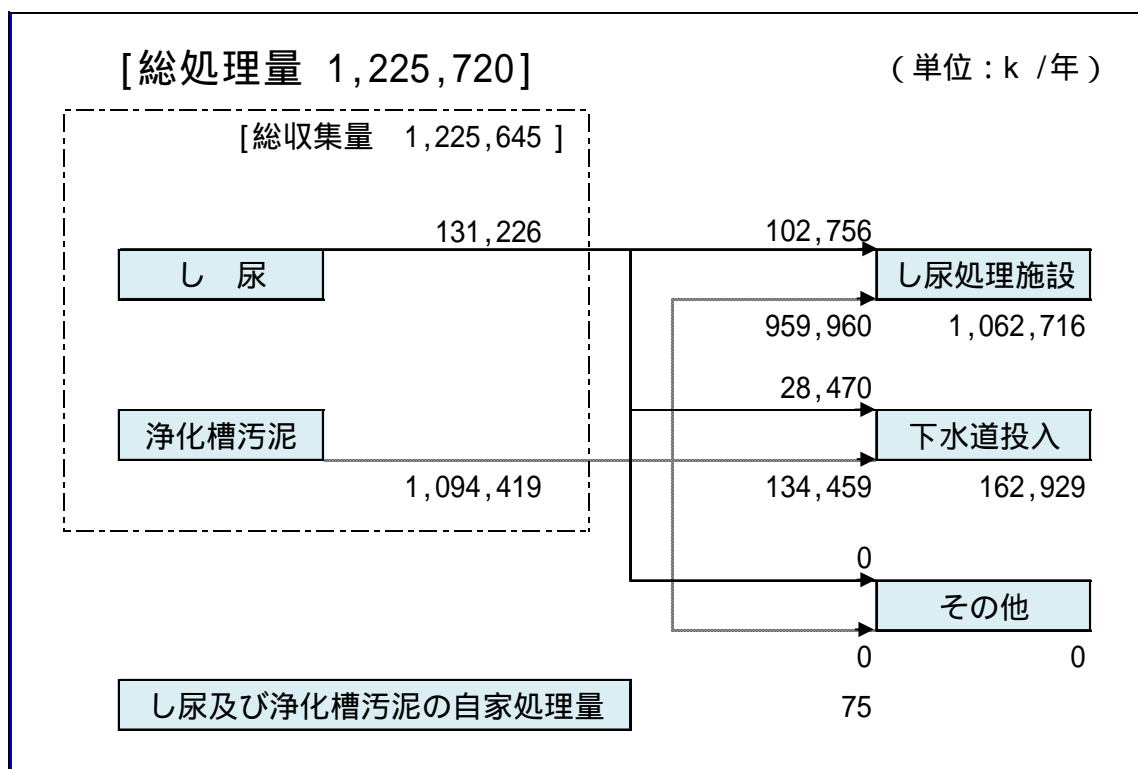 [総処理量 1,225,720]
(単位:k /年)
[総収集量 1,225,645 ]
131,226
102,756
し 尿
し尿処理施設
959,960
1,062,716
28,470
浄化槽汚泥
下水道投入
1,094,419
134,459
162,929
0
その他
0
0
し尿及び浄化槽汚泥の自家処理量
75